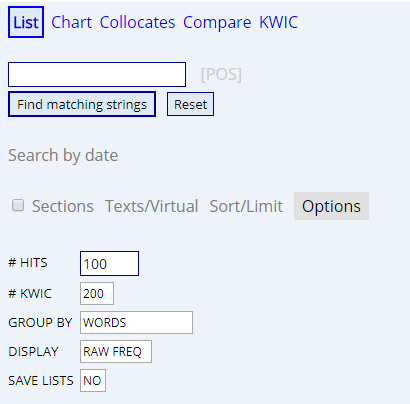 List Chart Collocates Compare KWIC
[POS]
Find matching strings Reset
Search by date
Sections Texts/Virtual Sort/Limit Options
# HITS 100
# KWIC 200
GROUP BY WORDS
DISPLAY RAW FREQ
SAVE LISTS NO